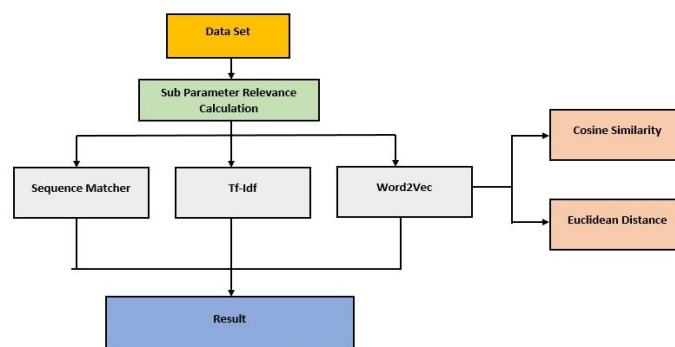 Data Set
Sub Parameter Relevance
Calculation
Cosine Similarity
Sequence Matcher
Tf-Idf
Word2Vec
Euclidean Distance
Result